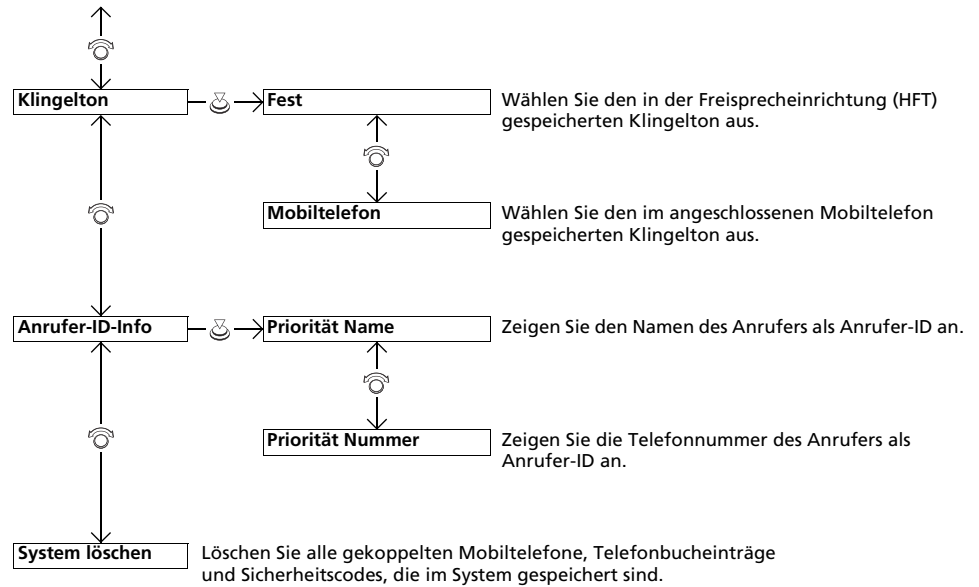 Klingelton
Fest
Wählen Sie den in der Freisprecheinrichtung (HFT)
gespeicherten Klingelton aus.
Mobiltelefon
Wählen Sie den im angeschlossenen Mobiltelefon
gespeicherten Klingelton aus.
Anrufer-ID-Info
Priorität Name
Zeigen Sie den Namen des Anrufers als Anrufer-ID an.
Priorität Nummer
Zeigen Sie die Telefonnummer des Anrufers als
Anrufer-ID an.
System löschen
Löschen Sie alle gekoppelten Mobiltelefone, Telefonbucheinträge
und Sicherheitscodes, die im System gespeichert sind.